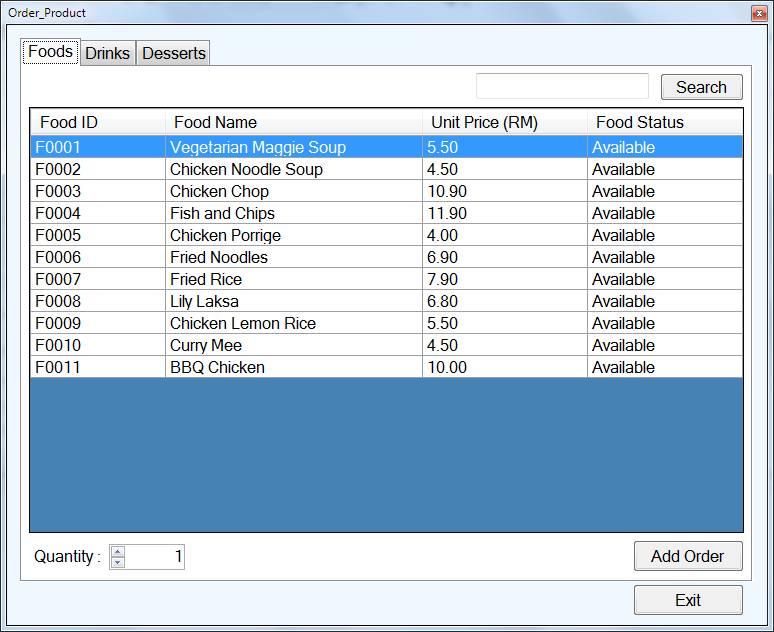 Order_Product
Foods Drinks Desserts
Search
Food ID Food Name Unit Price (RM) Food Status
F0001 Vegetarian Maggie Soup 5.50 Available
F0002 Chicken Noodle Soup 4.50 Available
F0003 Chicken Chop 10.90 Available
F0004 Fish and Chips 11.90 Available
F0005 Chicken Porrige 4.00 Available
F0006 Fried Noodles 6.90 Available
F0007 Fried Rice 7.90 Available
F0008 Lily Laksa 6.80 Available
F0009 Chicken Lemon Rice 5.50 Available
F0010 Curry Mee 4.50 Available
F0011 BBQ Chicken 10.00 Available
Quantity : 1 Add Order
Exit